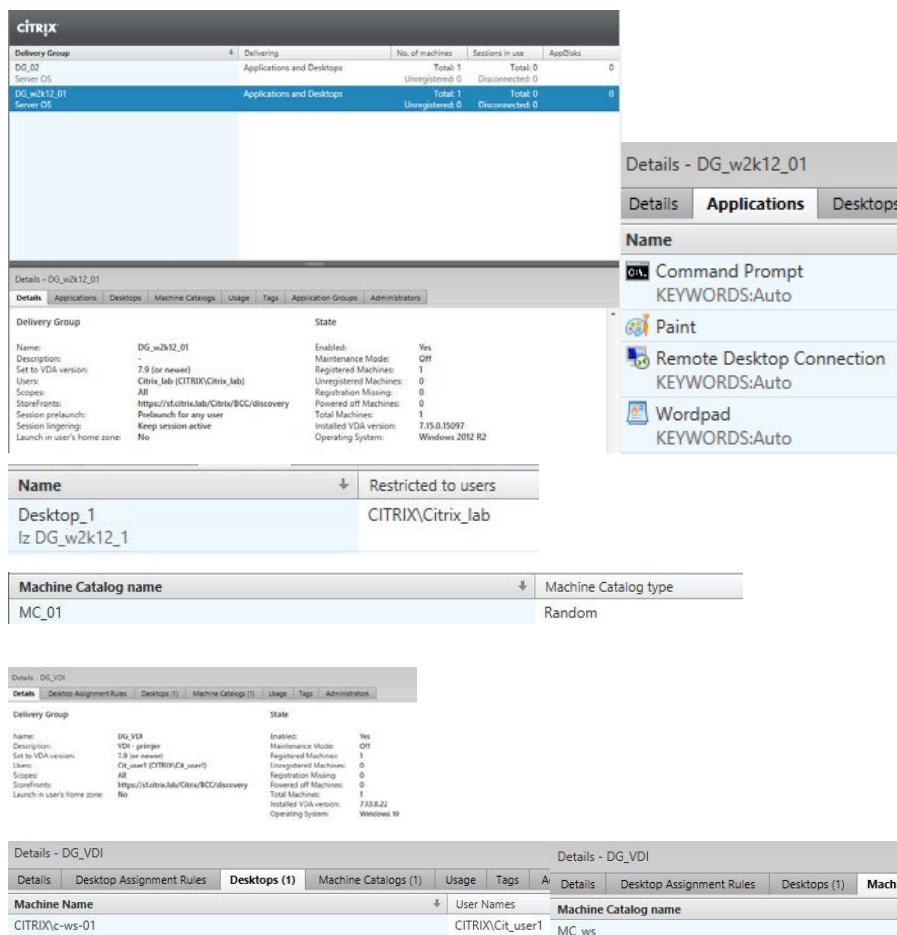 CITRIX
Delivery Group Delivering No. of machines Sessions in use AppDisks
DG_02 Applications and Desktops Total: 1 Total: 0 0
Server OS Unregistered: 0 Disconnected: 0
DG_w2k12_01 Applications and Desktops Total: 1 Total: 0 0
Server OS Unregistered: 0 Disconnected: 0
Details - DG_w2k12_01
Details Applications Desktops Machine Catalogs Usage Tags Application Groups Administrators
Delivery Group State
Name: DG_w2k12_01 Enabled: Yes
Description: - Maintenance Mode: Off
Set to VDA version: 7.9 (or newer) Registered Machines: 1
Users: Citrix_lab (CITRIX\Citrix_lab) Unregistered Machines: 0
Scopes: All Registration Missing: 0
StoreFronts: https://sf.citrix.lab/Citrix/BCC/discovery Powered off Machines: 0
Session prelaunch: Prelaunch for any user Total Machines: 1
Session lingering: Keep session active Installed VDA version: 7.15.0.15097
Launch in user's home zone: No Operating System: Windows 2012 R2
Details - DG_w2k12_01
Details Applications Desktops
Name
Command Prompt
KEYWORDS:Auto
Paint
Remote Desktop Connection
KEYWORDS:Auto
Wordpad
KEYWORDS:Auto
Name Restricted to users
Desktop_1 CITRIX\Citrix_lab
Iz DG_w2k12_1
Machine Catalog name Machine Catalog type
MC_01 Random
Details - DG_VDI
Details Desktop Assignment Rules Desktops (1) Machine Catalogs (1) Usage Tags Administrators
Delivery Group State
Name: DG_VDI Enabled: Yes
Description: VDI - primjer Maintenance Mode: Off
Set to VDA version: 7.9 (or newer) Registered Machines: 1
Users: Cit_user1 (CITRIX\Cit_user1) Unregistered Machines: 0
Scopes: All Registration Missing: 0
StoreFronts: https://sf.citrix.lab/Citrix/BCC/discovery Powered off Machines: 0
Launch in user's home zone: No Total Machines: 1
Installed VDA version:
Operating System: Windows 10
Details - DG_VDI
Details Desktop Assignment Rules Desktops (1) Machine Catalogs (1) Usage Tags A
Machine Name User Names
CITRIX\c-ws-01 CITRIX\Cit_user1
Details - DG_VDI
Details Desktop Assignment Rules Desktops (1) Machi
Machine Catalog name
MC_ws